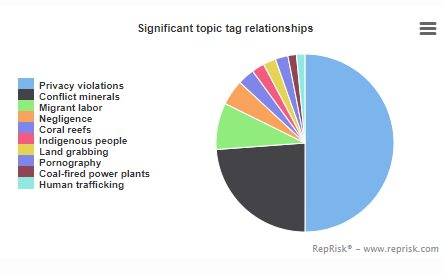 Significant topic tag relationships
Privacy violations
Conflict minerals
Migrant labor
Negligence
Coral reefs
Indigenous people
Land grabbing
Pornography
Coal-fired power plants
Human trafficking
RepRisk® – www.reprisk.com